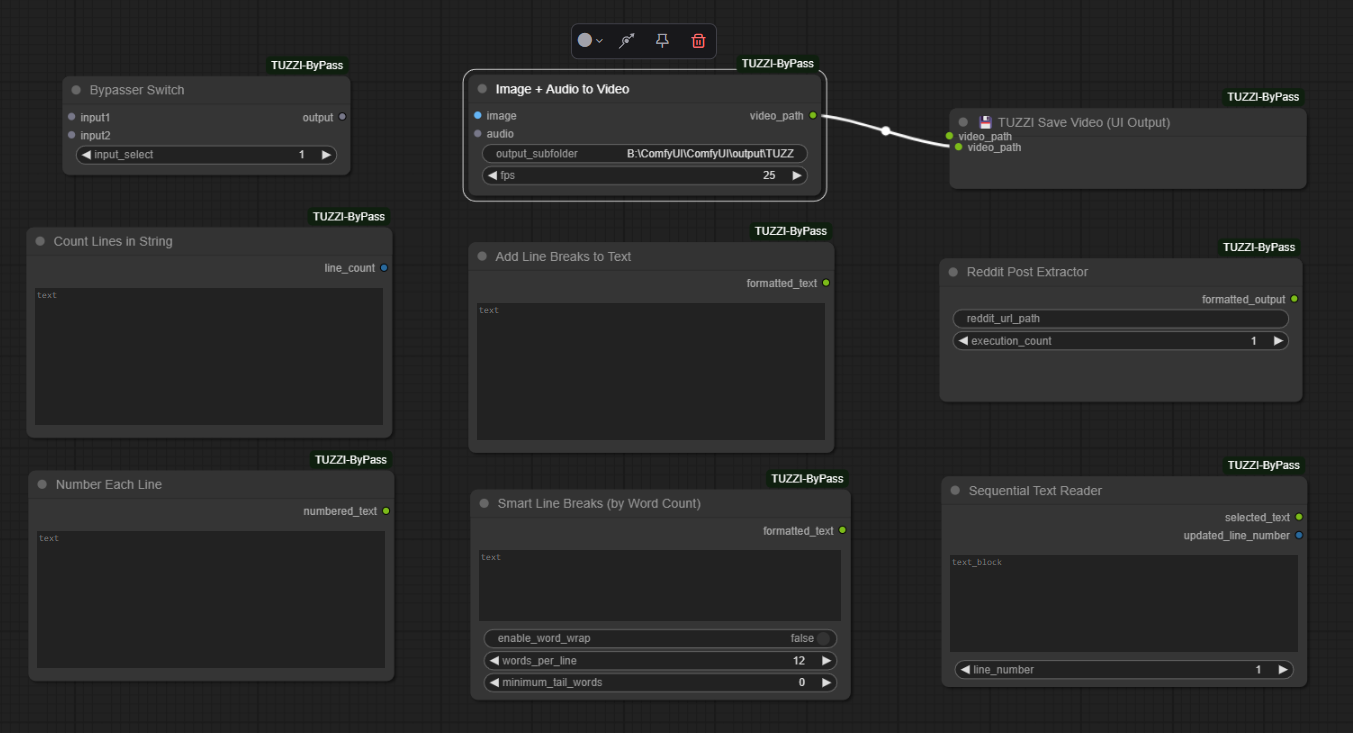 TUZZI-ByPass
Bypasser Switch
input1
output
input2
input_select
1
TUZZI-ByPass
Image + Audio to Video
image
video_path
audio
output_subfolder
B:\ComfyUI\ComfyUI\output\TUZZ
fps
25
TUZZI-ByPass
TUZZI Save Video (UI Output)
video_path
video_path
TUZZI-ByPass
Count Lines in String
line_count
text
TUZZI-ByPass
Add Line Breaks to Text
formatted_text
text
TUZZI-ByPass
Reddit Post Extractor
formatted_output
reddit_url_path
execution_count
1
TUZZI-ByPass
Number Each Line
numbered_text
text
TUZZI-ByPass
Smart Line Breaks (by Word Count)
formatted_text
text
enable_word_wrap
false
words_per_line
12
minimum_tail_words
0
TUZZI-ByPass
Sequential Text Reader
selected_text
updated_line_number
text_block
line_number
1